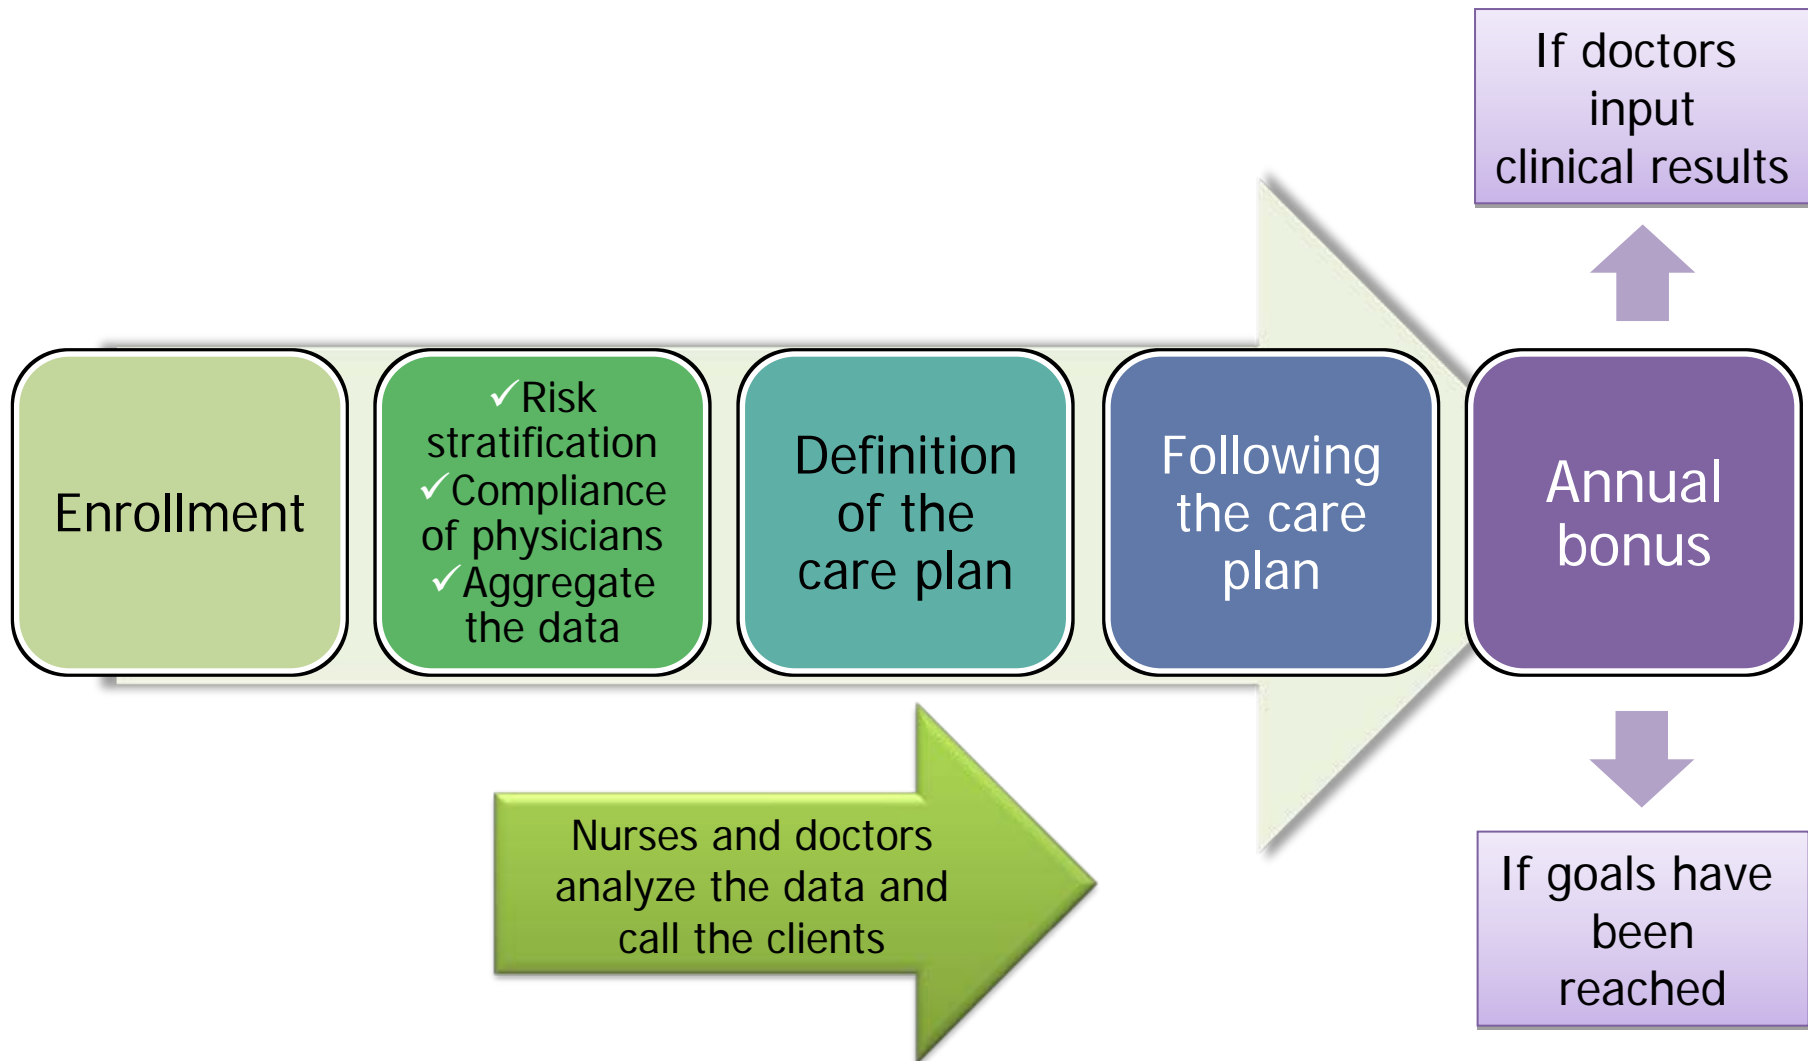 If doctors
input
clinical results
Enrollment
✓Risk
stratification
✓Compliance
of physicians
✓Aggregate
the data
Definition
of the
care plan
Following
the care
plan
Annual
bonus
Nurses and doctors
analyze the data and
call the clients
If goals have
been
reached